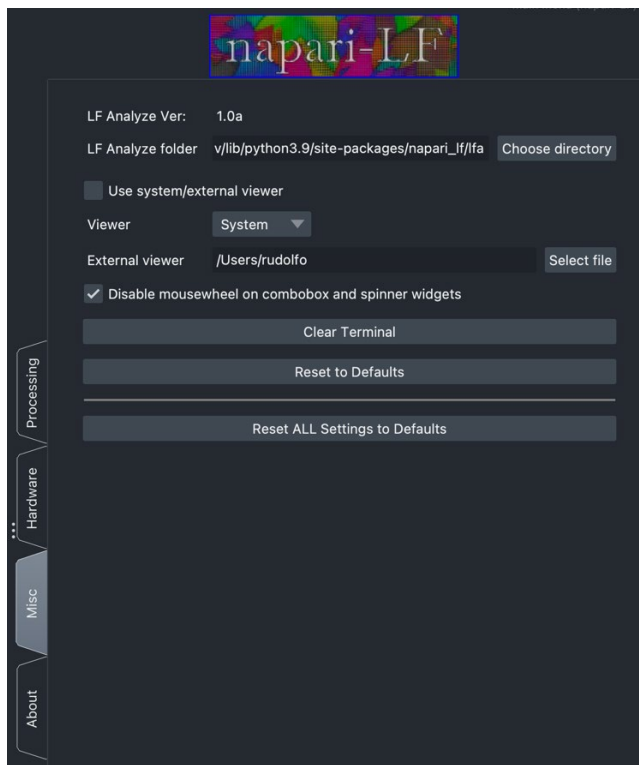 napari-LF
LF Analyze Ver: 1.0a
LF Analyze folder v/lib/python3.9/site-packages/napari_lf/lfa Choose directory
Use system/external viewer
Viewer System
External viewer /Users/rudolfo Select file
Disable mousewheel on combobox and spinner widgets
Clear Terminal
Reset to Defaults
Reset ALL Settings to Defaults
Processing
Hardware
Misc
About